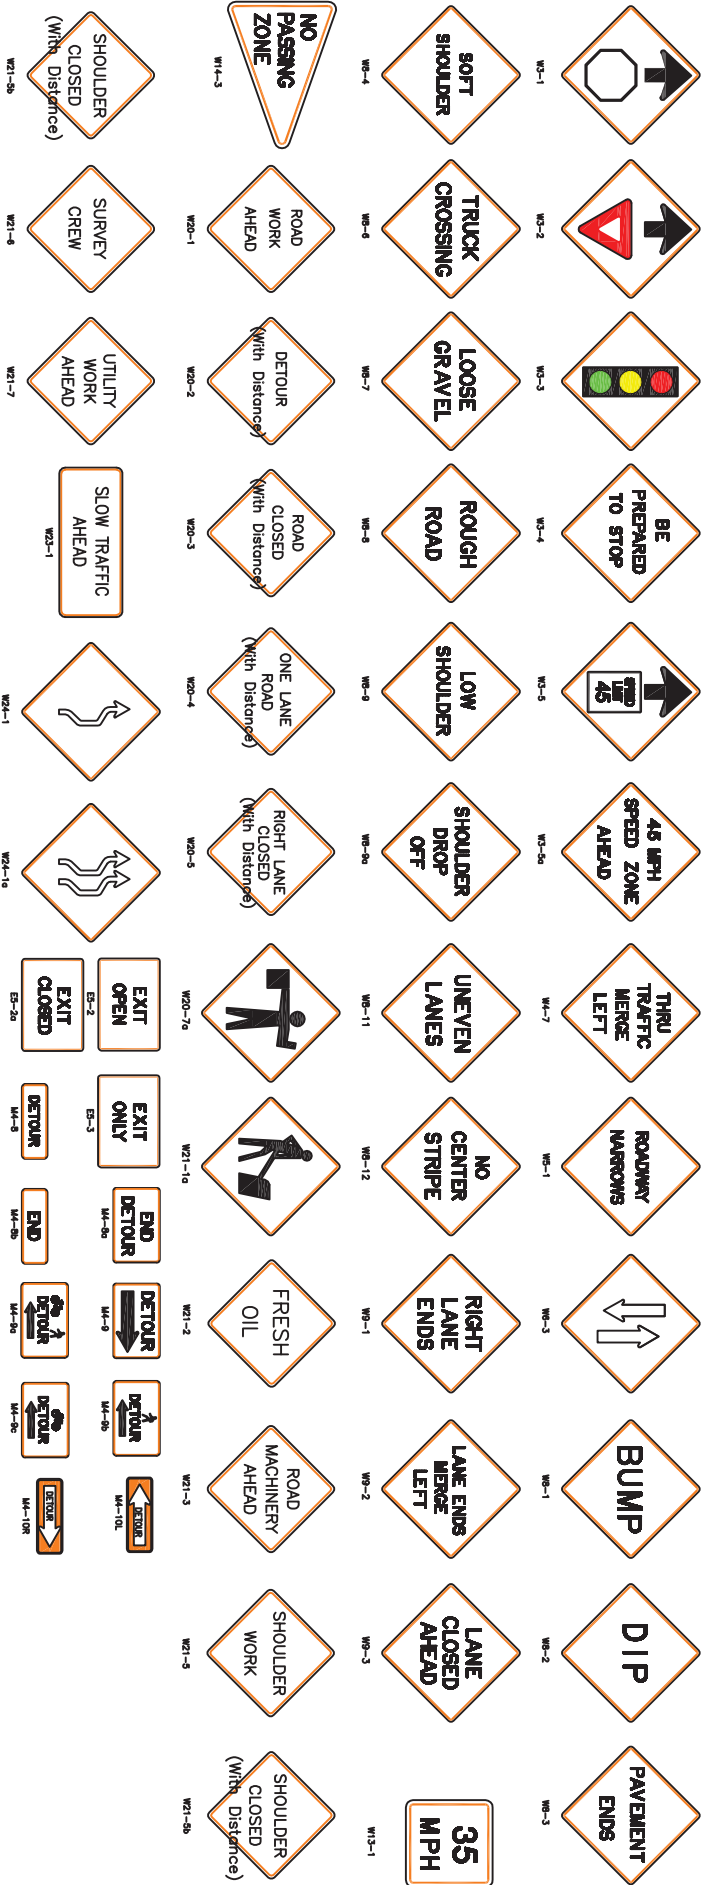 W3-1
W3-2
W3-3
BE
PREPARED
TO STOP
W3-4
SPEED
LIMIT
45
W3-5
45 MPH
SPEED ZONE
AHEAD
W3-5a
THRU
TRAFFIC
MERGE
LEFT
W4-7
ROADWAY
NARROWS
W5-1
W6-3
BUMP
W8-1
DIP
W8-2
PAVEMENT
ENDS
W8-3
SOFT
SHOULDER
W8-4
TRUCK
CROSSING
W8-6
LOOSE
GRAVEL
W8-7
ROUGH
ROAD
W8-8
LOW
SHOULDER
W8-9
SHOULDER
DROP
OFF
W8-9a
UNEVEN
LANES
W8-11
NO
CENTER
STRIPE
W8-12
RIGHT
LANE
ENDS
W9-1
LANE ENDS
MERGE
LEFT
W9-2
LANE
CLOSED
AHEAD
W9-3
35
MPH
W13-1
NO
PASSING
ZONE
W14-3
ROAD
WORK
AHEAD
W20-1
DETOUR
(With Distance)
W20-2
ROAD
CLOSED
(With Distance)
W20-3
ONE LANE
ROAD
(With Distance)
W20-4
RIGHT LANE
CLOSED
(With Distance)
W20-5
W20-7a
W21-1a
FRESH
OIL
W21-2
ROAD
MACHINERY
AHEAD
W21-3
SHOULDER
WORK
W21-5
SHOULDER
CLOSED
(With Distance)
W21-5b
SHOULDER
CLOSED
(With Distance)
W21-5b
SURVEY
CREW
W21-6
UTILITY
WORK
AHEAD
W21-7
SLOW TRAFFIC
AHEAD
W23-1
W24-1
W24-1a
EXIT
OPEN
E5-2
EXIT
CLOSED
E5-2a
EXIT
ONLY
E5-3
DETOUR
M4-8
END
DETOUR
M4-8a
END
M4-8b
DETOUR
M4-9
DETOUR
M4-9a
DETOUR
M4-9b
DETOUR
M4-9c
DETOUR
M4-10L
DETOUR
M4-10R